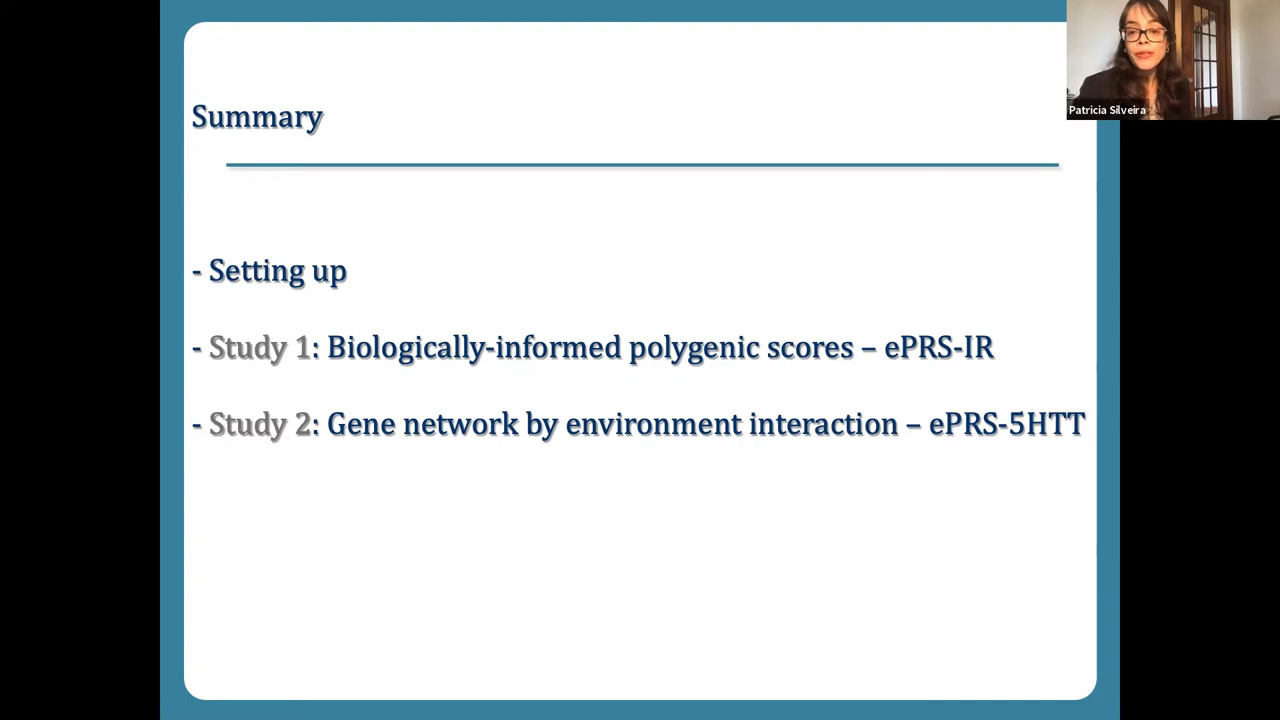 Patricia Silveira
Summary
- Setting up
- Study 1: Biologically-informed polygenic scores – ePRS-IR
- Study 2: Gene network by environment interaction – ePRS-5HTT